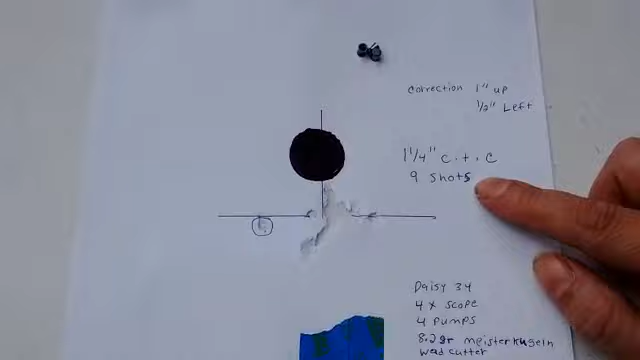 Correction 1" up
1/2" Left
1 1/4" c.t.c
9 shots
Daisy 34
4x scope
4 pumps
8.2gr meisterkugeln
wad cutter